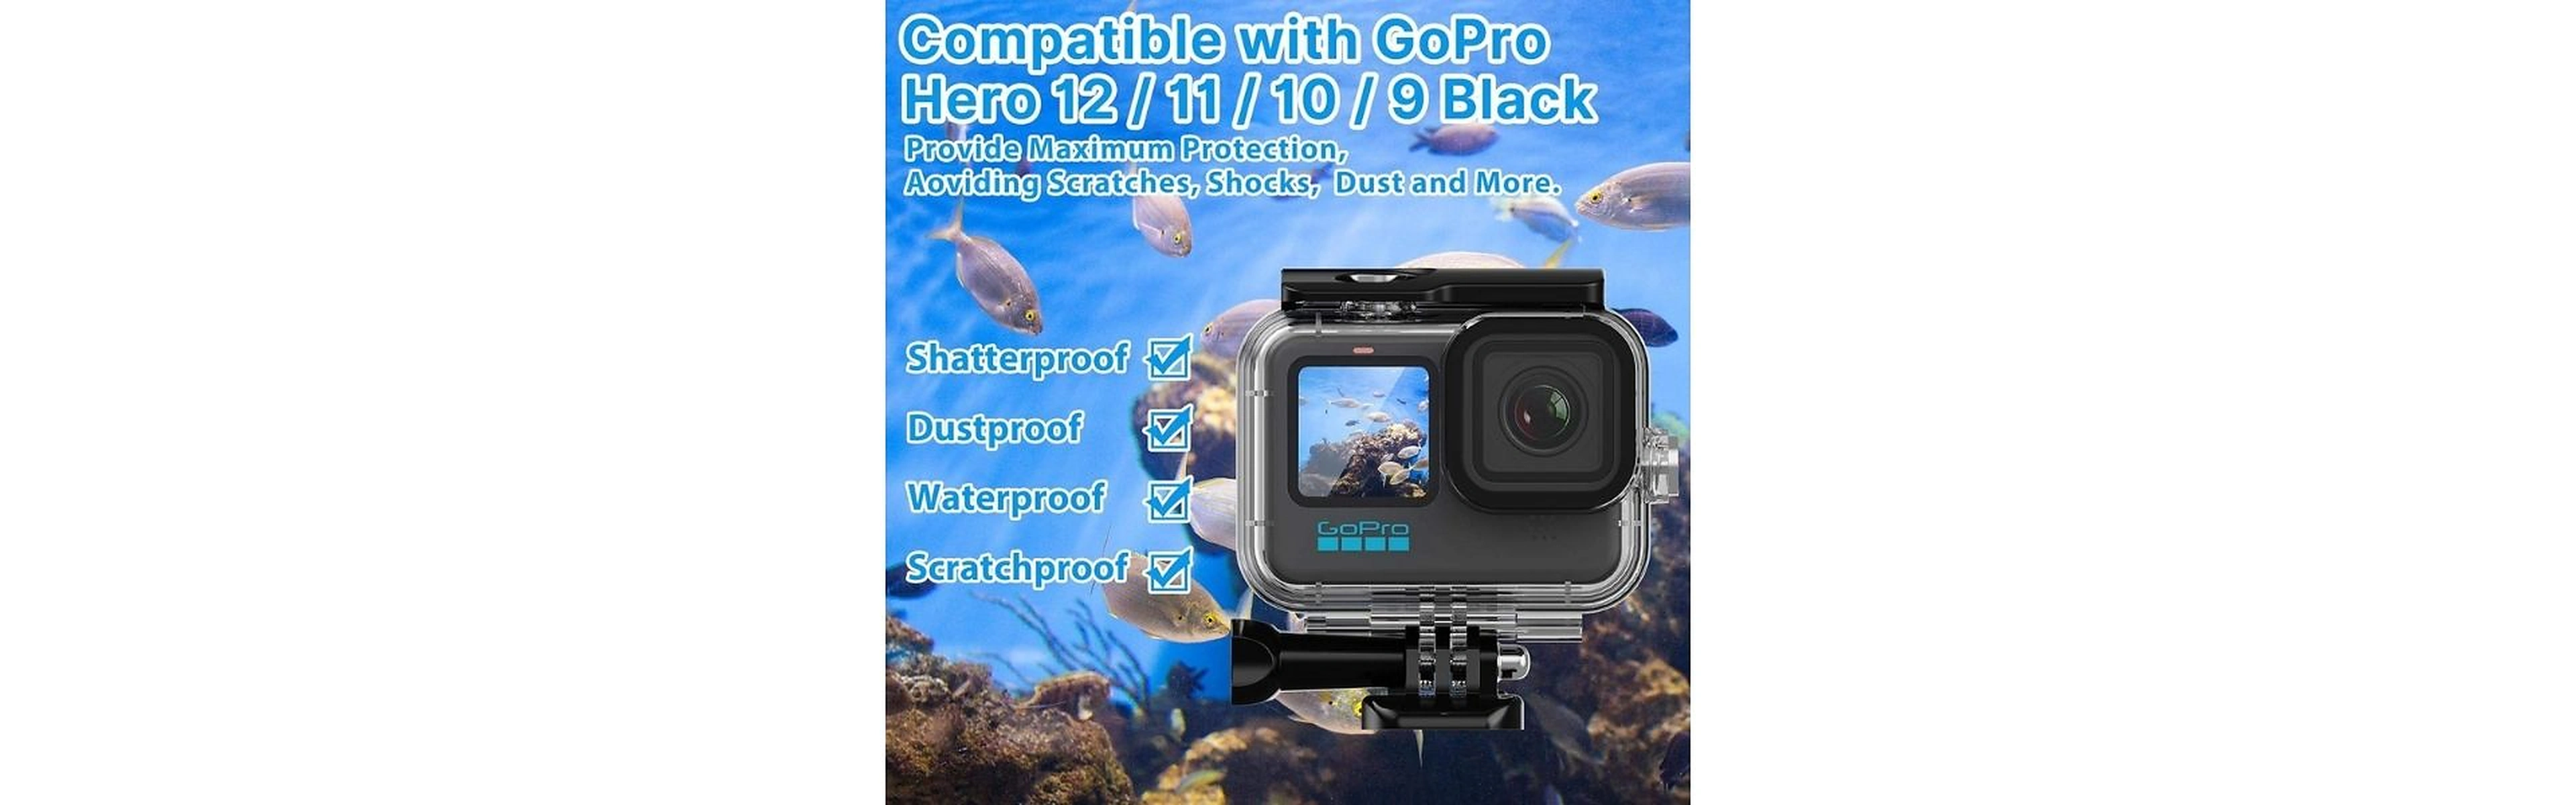 Compatible with GoPro
Hero 12 / 11 / 10 / 9 Black
Provide Maximum Protection,
Aoviding Scratches, Shocks, Dust and More.
Shatterproof
Dustproof
Waterproof
Scratchproof
GoPro